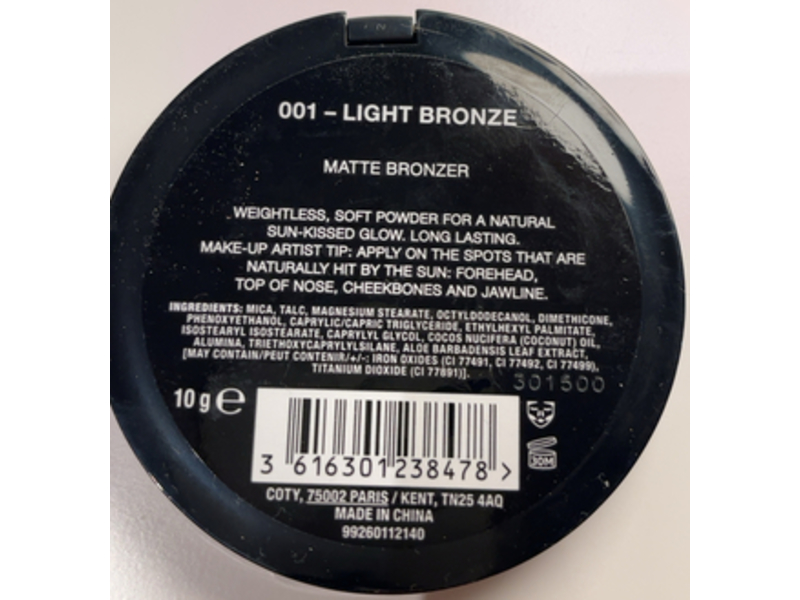 001 – LIGHT BRONZE
MATTE BRONZER
WEIGHTLESS, SOFT POWDER FOR A NATURAL
SUN-KISSED GLOW. LONG LASTING.
MAKE-UP ARTIST TIP: APPLY ON THE SPOTS THAT ARE
NATURALLY HIT BY THE SUN: FOREHEAD,
TOP OF NOSE, CHEEKBONES AND JAWLINE.
INGREDIENTS: MICA, TALC, MAGNESIUM STEARATE, OCTYLDODECANOL, DIMETHICONE,
PHENOXYETHANOL, CAPRYLIC/CAPRIC TRIGLYCERIDE, ETHYLHEXYL PALMITATE,
ISOSTEARYL ISOSTEARATE, CAPRYLYL GLYCOL, COCOS NUCIFERA (COCONUT) OIL,
ALUMINA, TRIETHOXYCAPRYLYLSILANE, ALOE BARBADENSIS LEAF EXTRACT,
[MAY CONTAIN/PEUT CONTENIR/+/-: IRON OXIDES (CI 77491, CI 77492, CI 77499),
TITANIUM DIOXIDE (CI 77891)].
301500
10 g ℮
3 616301 238478 >
30M
COTY, 75002 PARIS / KENT, TN25 4AQ
MADE IN CHINA
99260112140